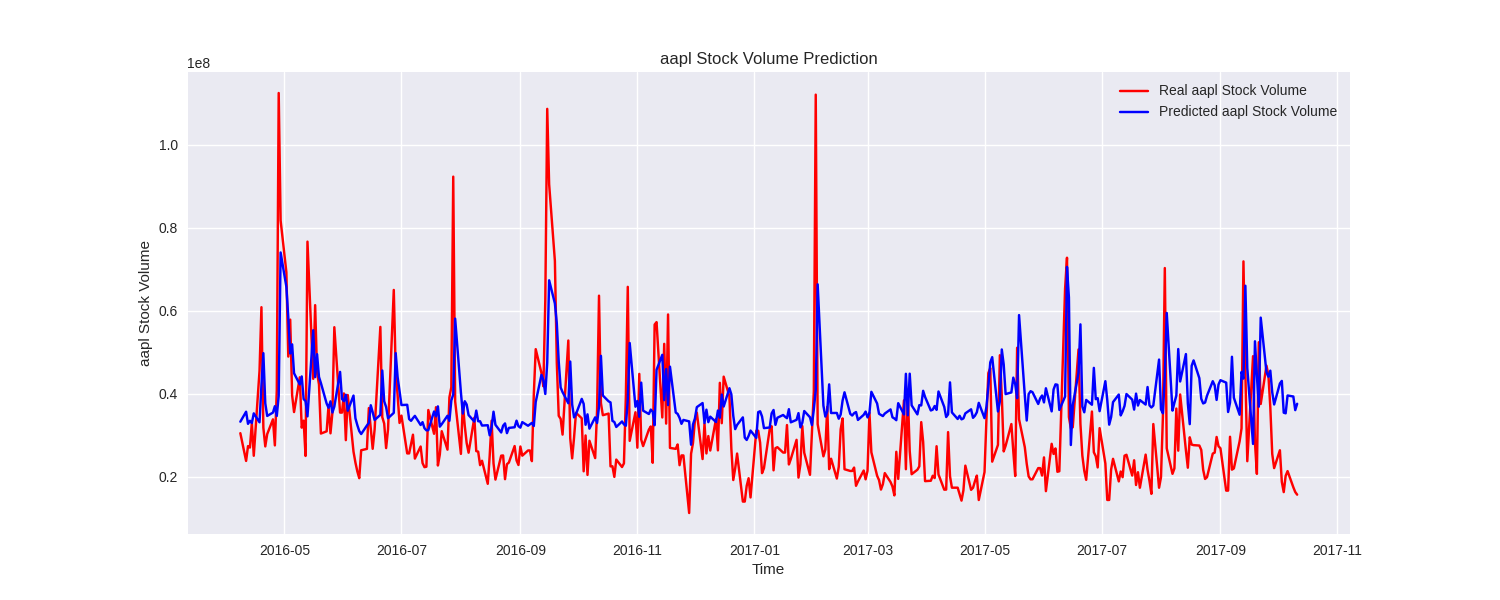 aapl Stock Volume Prediction
1e8
Real aapl Stock Volume
Predicted aapl Stock Volume
1.0
0.8
0.6
0.4
0.2
aapl Stock Volume
2016-05 2016-07 2016-09 2016-11 2017-01 2017-03 2017-05 2017-07 2017-09 2017-11
Time